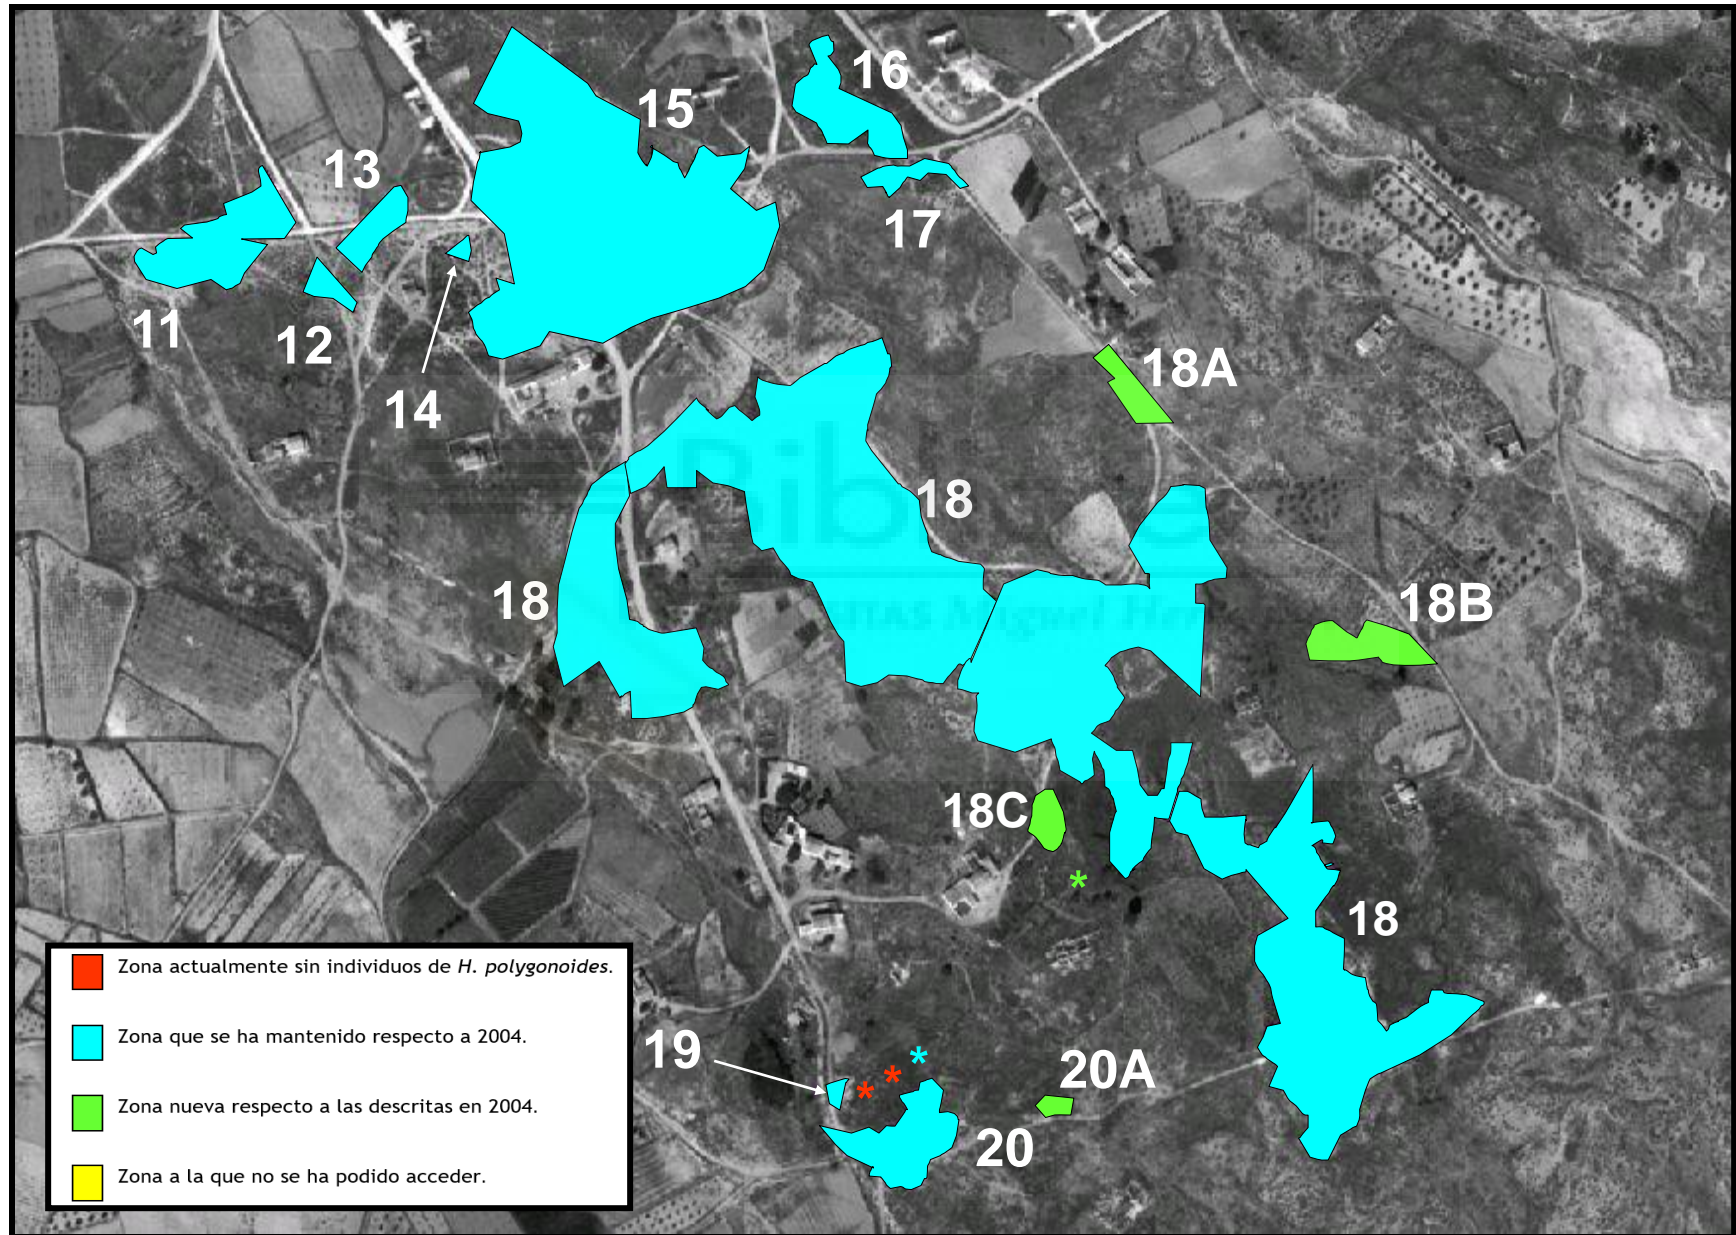 16
15
13
17
11
12
18A
14
18
18
18B
18C
18
19
20A
20
Zona actualmente sin individuos de H. polygonoides.
Zona que se ha mantenido respecto a 2004.
Zona nueva respecto a las descritas en 2004.
Zona a la que no se ha podido acceder.